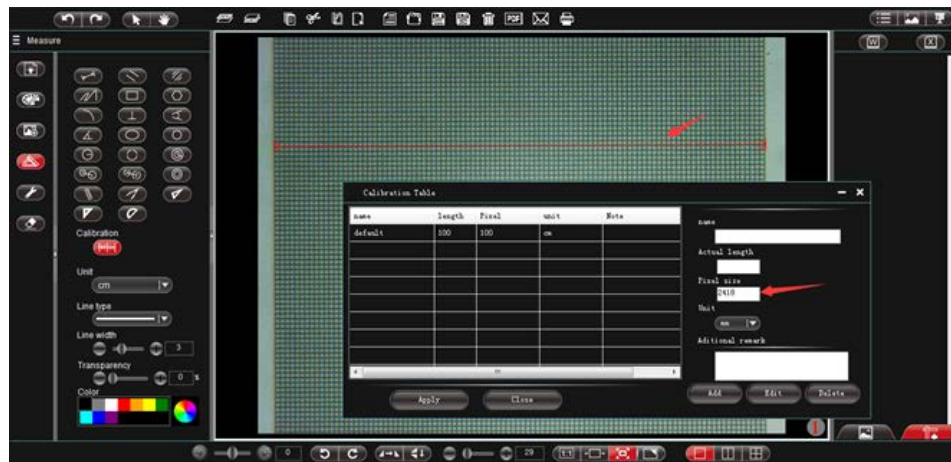 PDF
Measure
W
X
Calibration Table
name
length
Pixel
unit
Note
default
100
100
cm
name
Actual length
Pixel size
2418
Unit
mm
Aditional remark
Add
Edit
Delete
Apply
Close
Calibration
Unit
cm
Line type
Line width
3
Transparency
0
%
Color
0
29
1:1